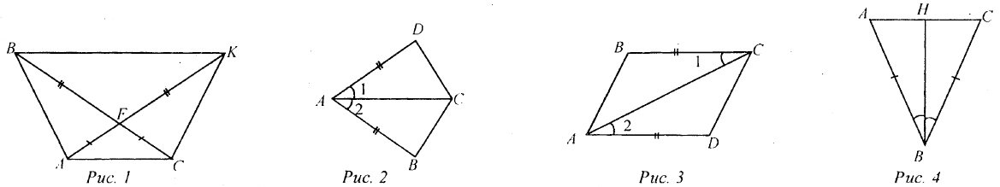 B K F A C
Рис. 1
D A 1 2 C B
Рис. 2
B C 1 A 2 D
Рис. 3
A H C B
Рис. 4